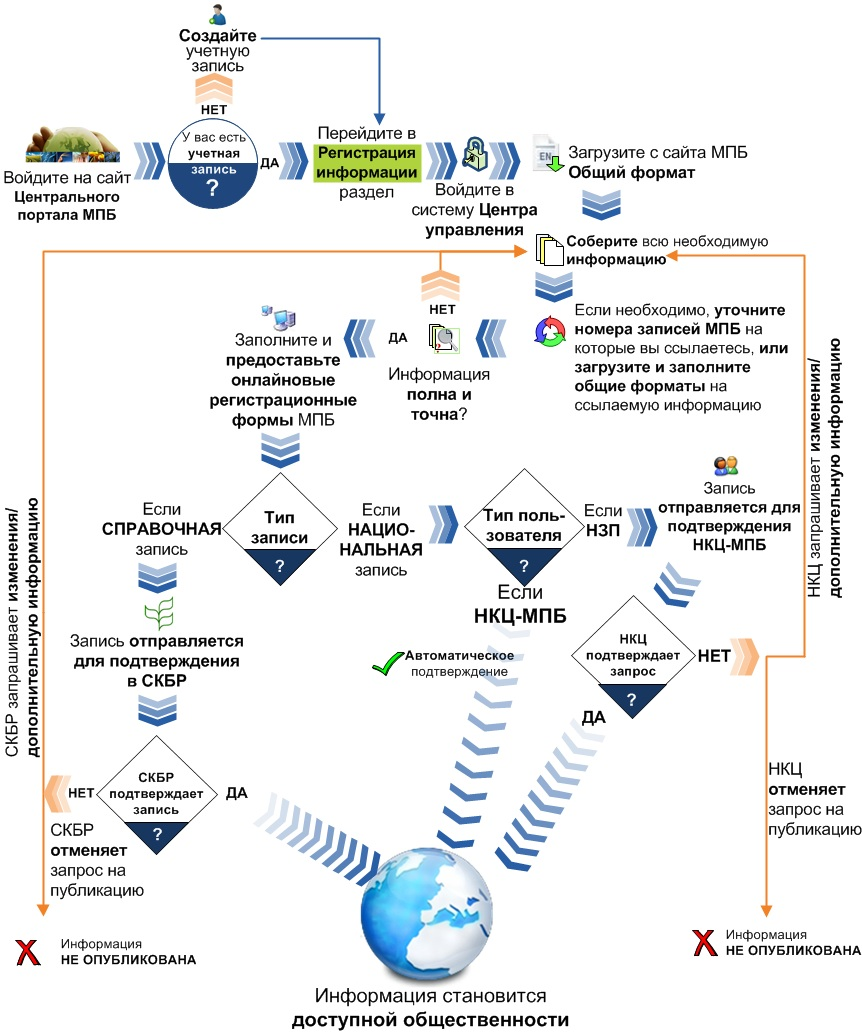 Создайте
учетную
запись
НЕТ
У вас есть
учетная
запись
?
ДА
Войдите на сайт
Центрального
портала МПБ
Перейдите в
Регистрация
информации
раздел
Войдите в
систему Центра
управления
EN
Загрузите с сайта МПБ
Общий формат
Соберите всю необходимую
информацию
Если необходимо, уточните
номера записей МПБ на
которые вы ссылаетесь, или
загрузите и заполните
общие форматы на
ссылаемую информацию
НЕТ
ДА
Информация
полна и
точна?
Заполните и
предоставьте
онлайновые
регистрационные
формы МПБ
Тип
записи
?
Если
СПРАВОЧНАЯ
запись
Если
НАЦИО-
НАЛЬНАЯ
запись
Тип поль-
зователя
?
Если
НЗП
Запись
отправляется для
подтверждения
НКЦ-МПБ
Если
НКЦ-МПБ
Автоматическое
подтверждение
НКЦ
подтверждает
запрос
?
НЕТ
ДА
НКЦ запрашивает изменения/
дополнительную информацию
НКЦ
отменяет
запрос на
публикацию
Информация
НЕ ОПУБЛИКОВАНА
Запись отправляется
для подтверждения
в СКБР
СКБР
подтверждает
запись
?
НЕТ
ДА
СКБР запрашивает изменения/
дополнительную информацию
СКБР
отменяет
запрос на
публикацию
Информация
НЕ ОПУБЛИКОВАНА
Информация становится
доступной общественности